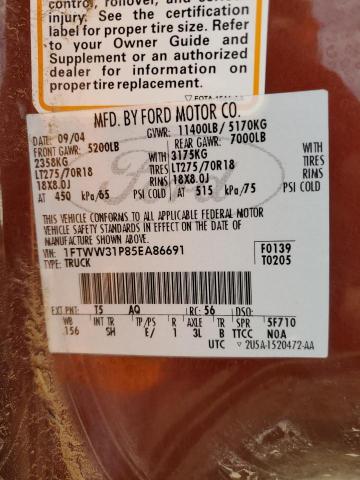 control, rollover, and serious
injury. See the certification
label for proper tire size. Refer
to your Owner Guide and
Supplement or an authorized
dealer for information on
proper tire replacement.
MFD. BY FORD MOTOR CO.
DATE: 09/04 GVWR: 11400LB/ 5170KG
FRONT GAWR: 5200LB REAR GAWR: 7000LB
2358KG WITH 3175KG WITH
LT275/70R18 TIRES LT275/70R18 TIRES
18X8.0J RIMS 18X8.0J RIMS
AT 450 kPa/65 PSI COLD AT 515 kPa/75 PSI COLD
THIS VEHICLE CONFORMS TO ALL APPLICABLE FEDERAL MOTOR
VEHICLE SAFETY STANDARDS IN EFFECT ON THE DATE OF
MANUFACTURE SHOWN ABOVE.
VIN: 1FTWW31P85EA86691 F0139
TYPE: TRUCK T0205
EXT PNT: T5 AQ RC: 56 DSO:
WB INT TR TP/PS R AXLE TR SPR 5F710
156 SH E/ 1 3L B TTCC N0A
UTC 2U5A-1520472-AA